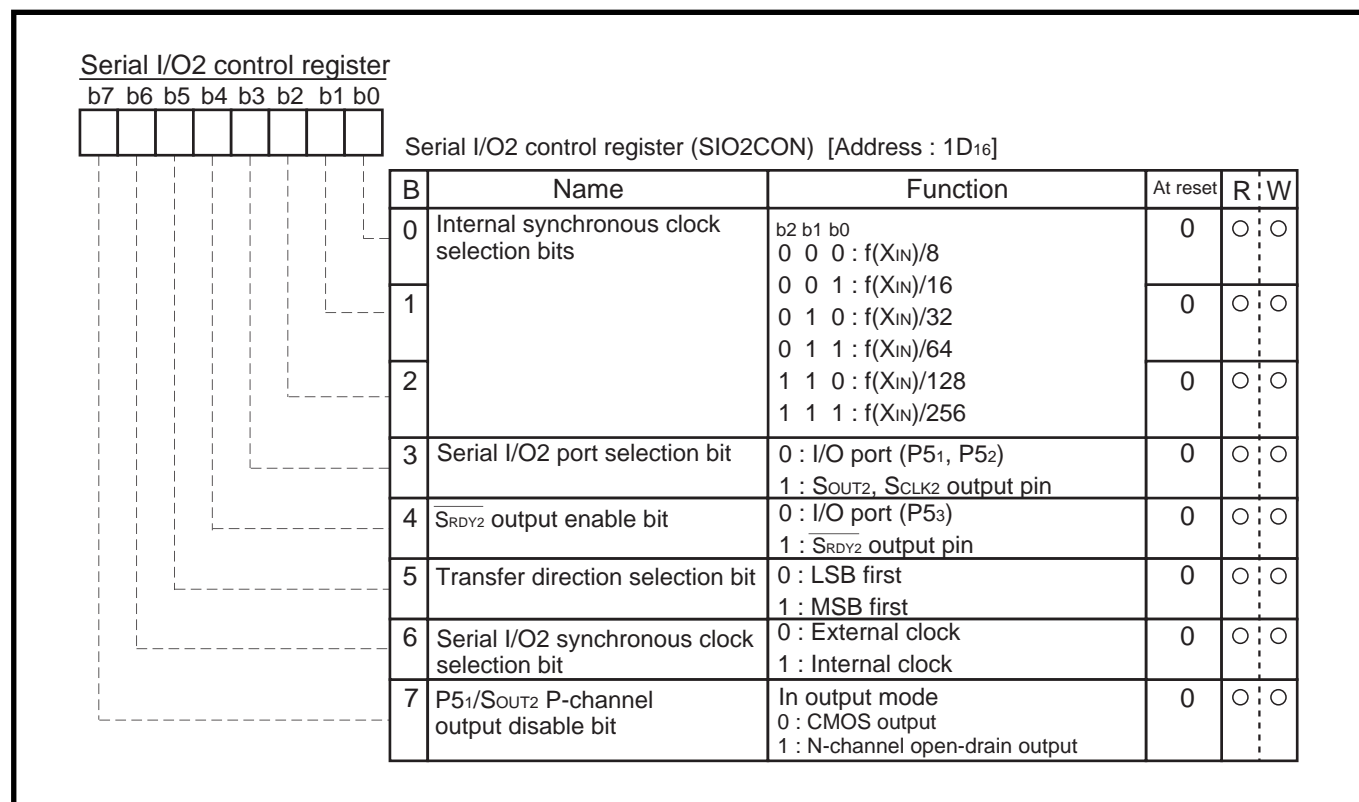 Serial I/O2 control register
b7 b6 b5 b4 b3 b2 b1 b0
Serial I/O2 control register (SIO2CON) [Address : 1D16]
B Name Function At reset R W
0 Internal synchronous clock selection bits
b2 b1 b0
0 0 0 : f(XIN)/8
0 0 1 : f(XIN)/16
0 1 0 : f(XIN)/32
0 1 1 : f(XIN)/64
1 1 0 : f(XIN)/128
1 1 1 : f(XIN)/256
0 ○ ○
1 0 ○ ○
2 0 ○ ○
3 Serial I/O2 port selection bit
0 : I/O port (P51, P52)
1 : SOUT2, SCLK2 output pin
0 ○ ○
4 SRDY2 output enable bit
0 : I/O port (P53)
1 : SRDY2 output pin
0 ○ ○
5 Transfer direction selection bit
0 : LSB first
1 : MSB first
0 ○ ○
6 Serial I/O2 synchronous clock
selection bit
0 : External clock
1 : Internal clock
0 ○ ○
7 P51/SOUT2 P-channel
output disable bit
In output mode
0 : CMOS output
1 : N-channel open-drain output
0 ○ ○